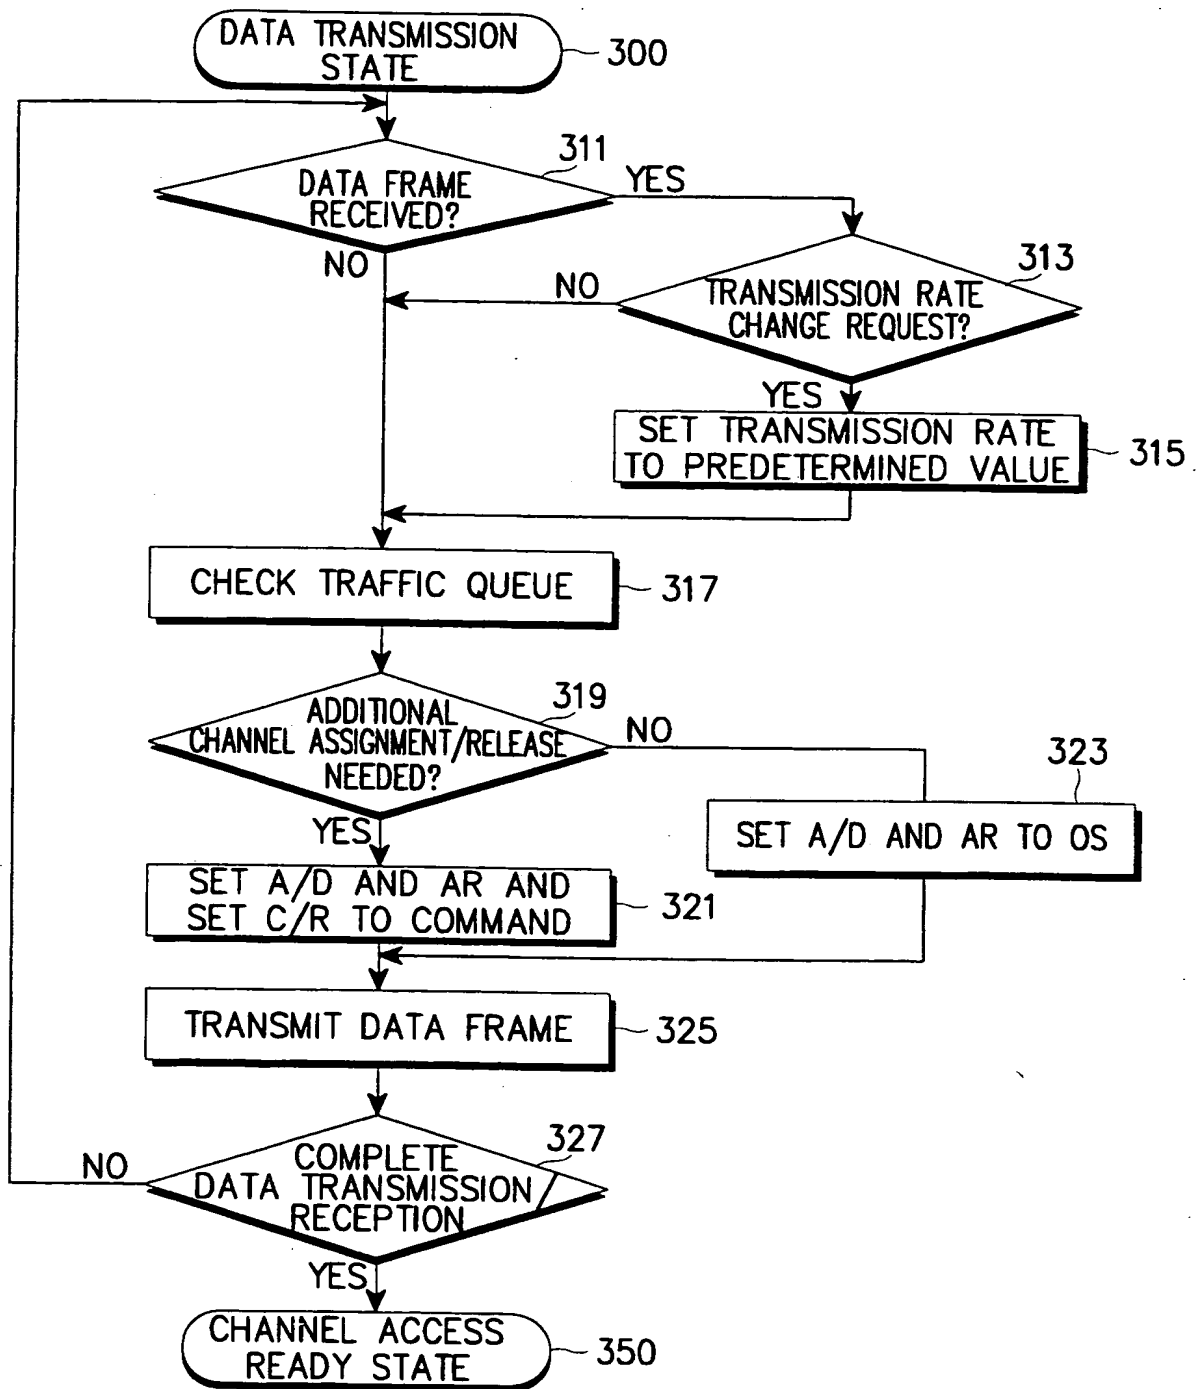 DATA TRANSMISSION
STATE
300
311
DATA FRAME
RECEIVED?
YES
NO
313
TRANSMISSION RATE
CHANGE REQUEST?
NO
YES
SET TRANSMISSION RATE
TO PREDETERMINED VALUE
315
CHECK TRAFFIC QUEUE
317
319
ADDITIONAL
CHANNEL ASSIGNMENT/RELEASE
NEEDED?
NO
YES
323
SET A/D AND AR TO OS
SET A/D AND AR AND
SET C/R TO COMMAND
321
TRANSMIT DATA FRAME
325
327
COMPLETE
DATA TRANSMISSION/
RECEPTION
NO
YES
CHANNEL ACCESS
READY STATE
350